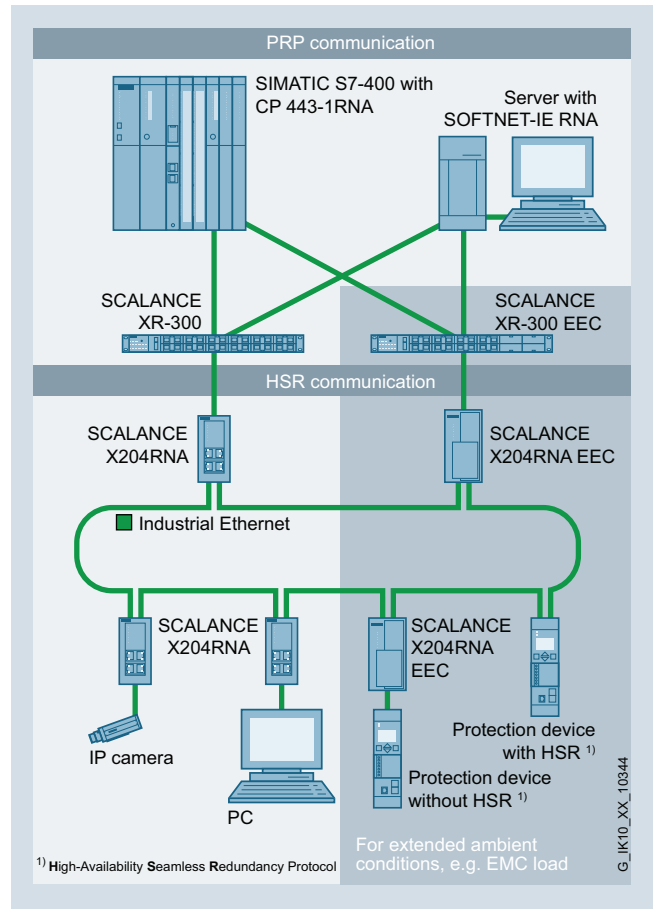 PRP communication
SIMATIC S7-400 with
CP 443-1RNA
Server with
SOFTNET-IE RNA
SCALANCE
XR-300
SCALANCE
XR-300 EEC
HSR communication
SCALANCE
X204RNA
SCALANCE
X204RNA EEC
Industrial Ethernet
SCALANCE
X204RNA
SCALANCE
X204RNA
EEC
IP camera
PC
Protection device
with HSR 1)
Protection device
without HSR 1)
For extended ambient
conditions, e.g. EMC load
1) High-Availability Seamless Redundancy Protocol
G_IK10_XX_10344